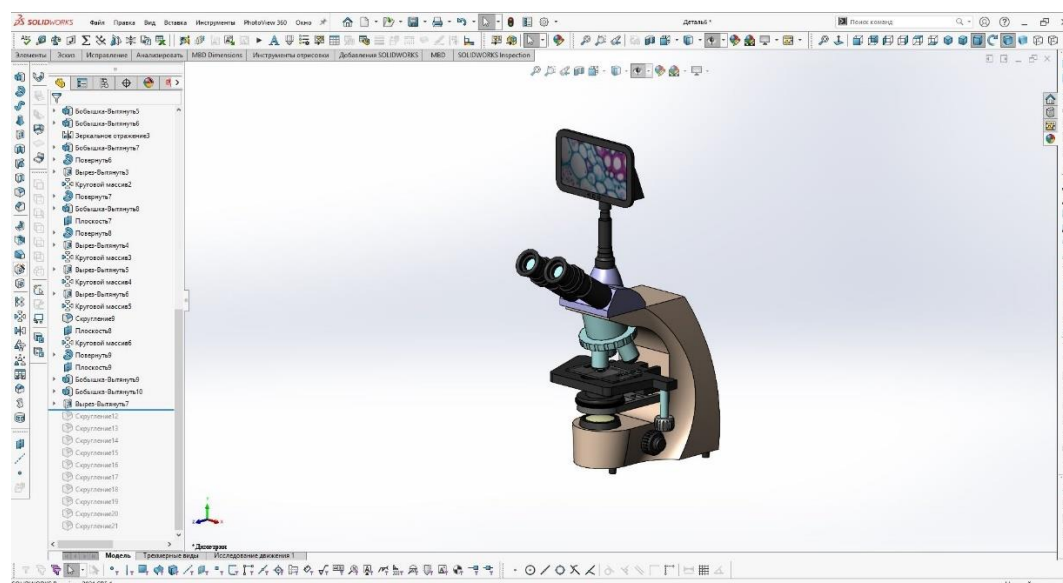 SOLIDWORKS Файл Правка Вид Вставка Инструменты PhotoView 360 Окно
Деталь8 *
Поиск команд
Элементы Эскиз Исправление Анализировать MBD Dimensions Инструменты отрисовки Добавления SOLIDWORKS MBD SOLIDWORKS Inspection
Бобышка-Вытянуть5
Бобышка-Вытянуть6
Зеркальное отражение3
Бобышка-Вытянуть7
Повернуть6
Вырез-Вытянуть3
Круговой массив2
Повернуть7
Бобышка-Вытянуть8
Плоскость7
Повернуть8
Вырез-Вытянуть4
Круговой массив3
Вырез-Вытянуть5
Круговой массив4
Вырез-Вытянуть6
Круговой массив5
Скругление9
Плоскость8
Круговой массив6
Повернуть9
Плоскость9
Бобышка-Вытянуть9
Бобышка-Вытянуть10
Вырез-Вытянуть7
Скругление12
Скругление13
Скругление14
Скругление15
Скругление16
Скругление17
Скругление18
Скругление19
Скругление20
Скругление21
*Диметрия
Модель Трехмерные виды Исследование движения 1